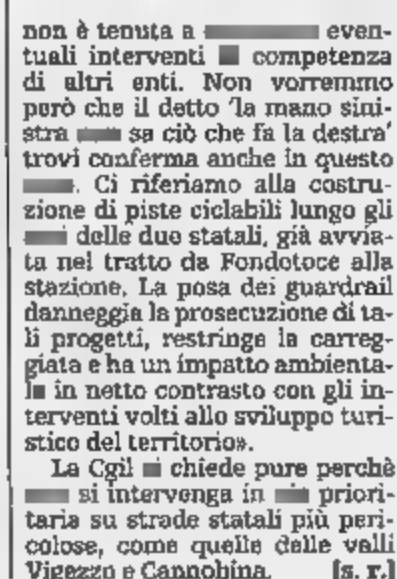 non è tenuta a even-
tuali interventi competenza
di altri enti. Non vorremmo
però che il detto 'la mano sini-
stra sa ciò che fa la destra'
trovi conferma anche in questo
. Ci riferiamo alla costru-
zione di piste ciclabili lungo gli
delle due statali, già avvia-
ta nel tratto da Fondotoce alla
stazione. La posa dei guardrail
danneggia la prosecuzione di ta-
li progetti, restringe la carreg-
giata e ha un impatto ambienta-
le in netto contrasto con gli in-
terventi volti allo sviluppo turi-
stico del territorio».
La Cgil chiede pure perchè
si intervenga in priori-
taria su strade statali più peri-
colose, come quelle delle valli
Vigezzo e Cannobina. [s. r.]